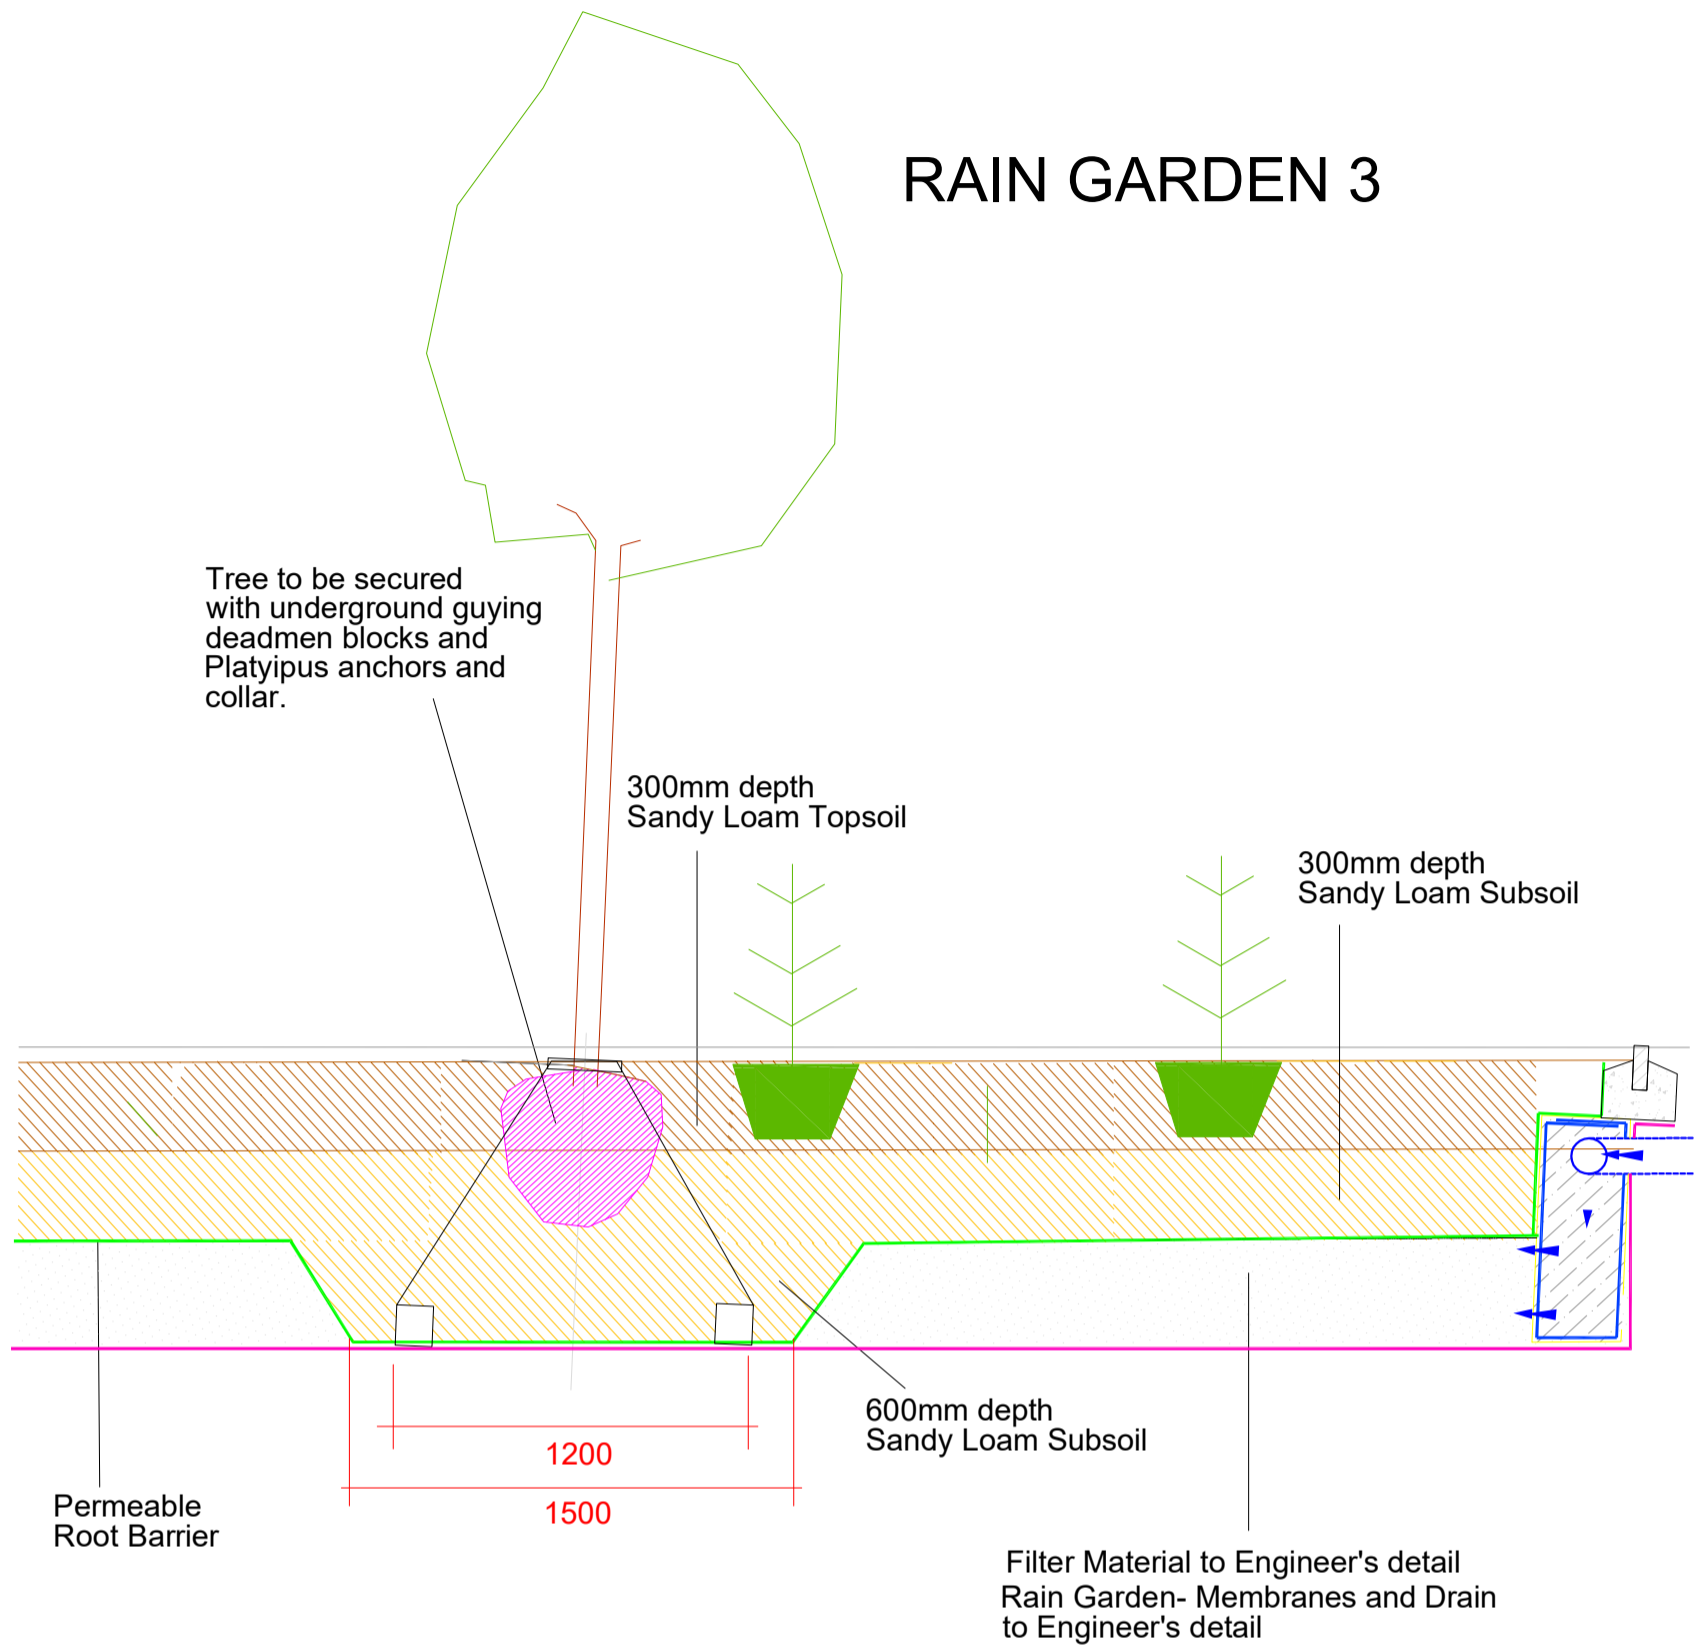 RAIN GARDEN 3
Tree to be secured
with underground guying
deadmen blocks and
Platyipus anchors and
collar.
300mm depth
Sandy Loam Topsoil
300mm depth
Sandy Loam Subsoil
600mm depth
Sandy Loam Subsoil
1200
1500
Permeable
Root Barrier
Filter Material to Engineer's detail
Rain Garden- Membranes and Drain
to Engineer's detail